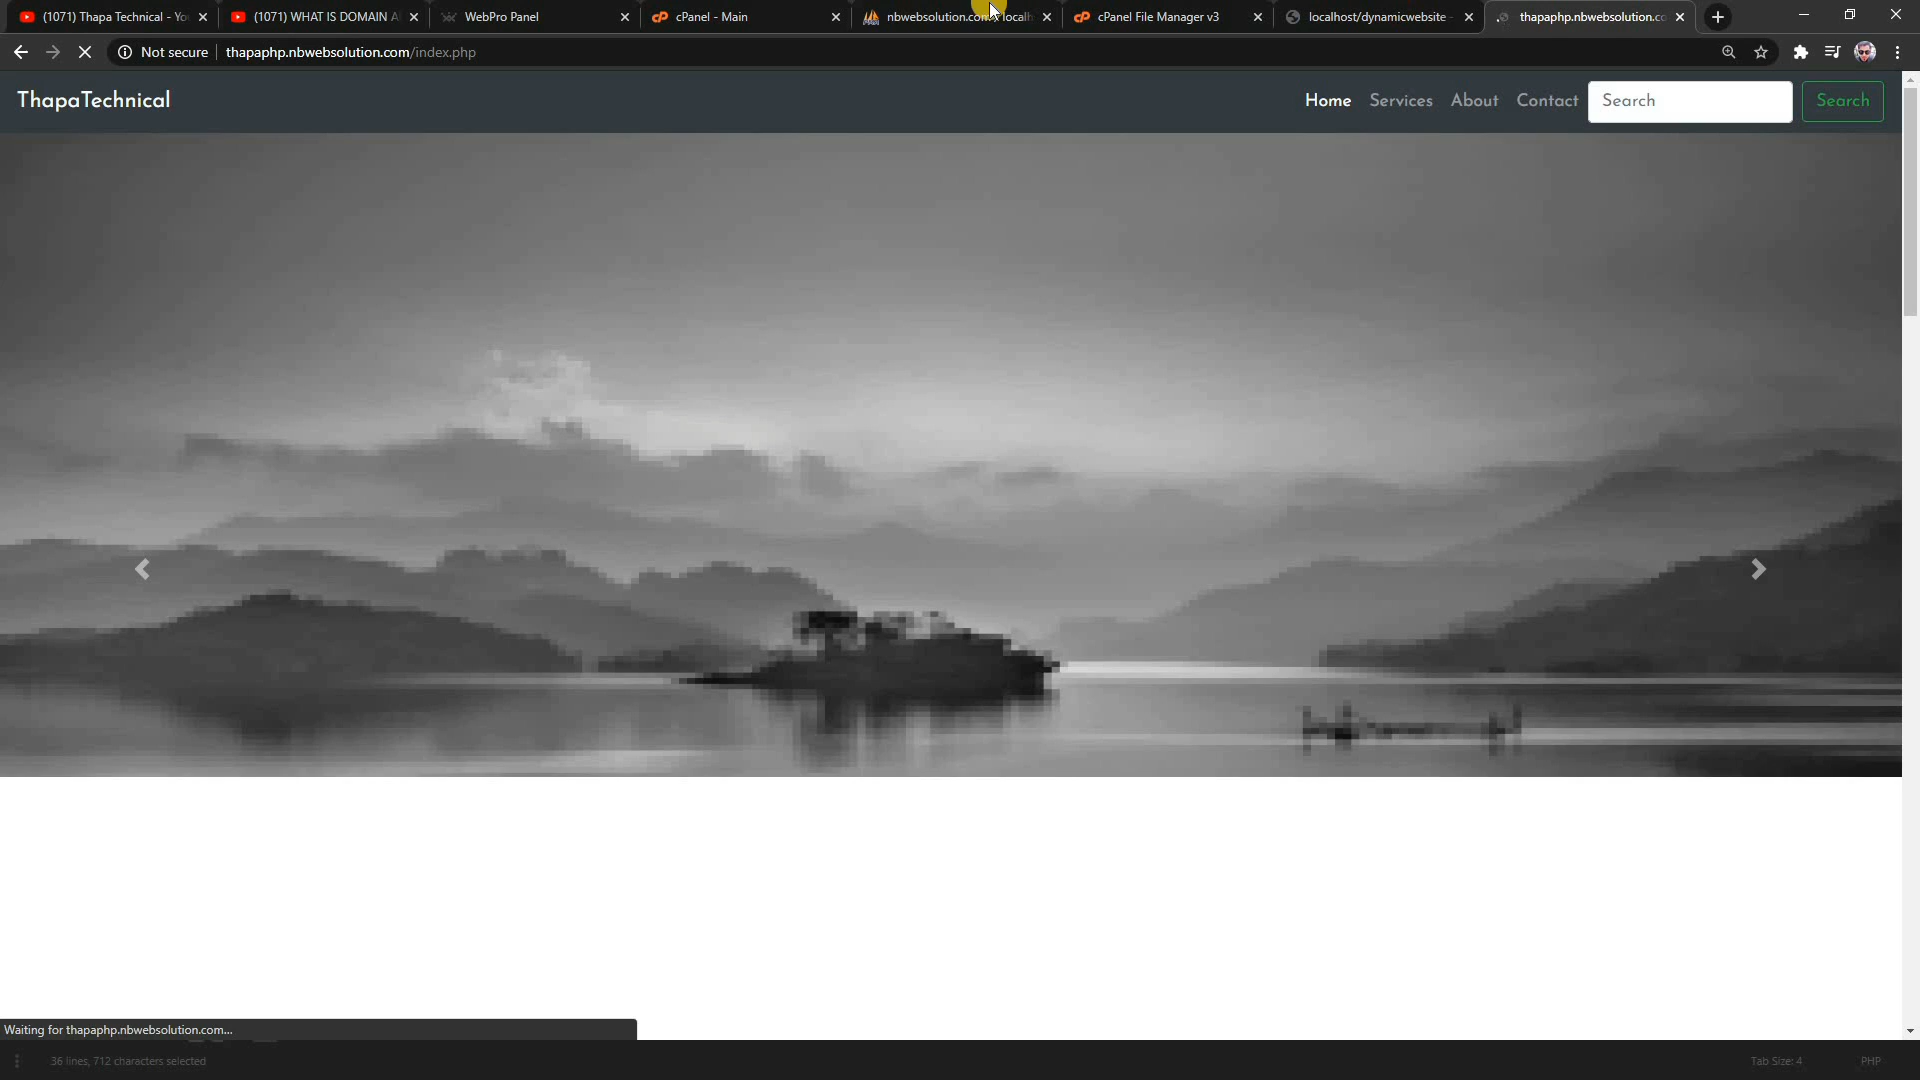 (1071) Thapa Technical - Yo
(1071) WHAT IS DOMAIN A
WebPro Panel
cPanel - Main
nbwebsolution.com / localh
cPanel File Manager v3
localhost/dynamicwebsite -
thapaphp.nbwebsolution.co
Not secure
thapaphp.nbwebsolution.com/index.php
ThapaTechnical
Home
Services
About
Contact
Search
Search
Waiting for thapaphp.nbwebsolution.com...
36 lines, 712 characters selected
Tab Size: 4
PHP